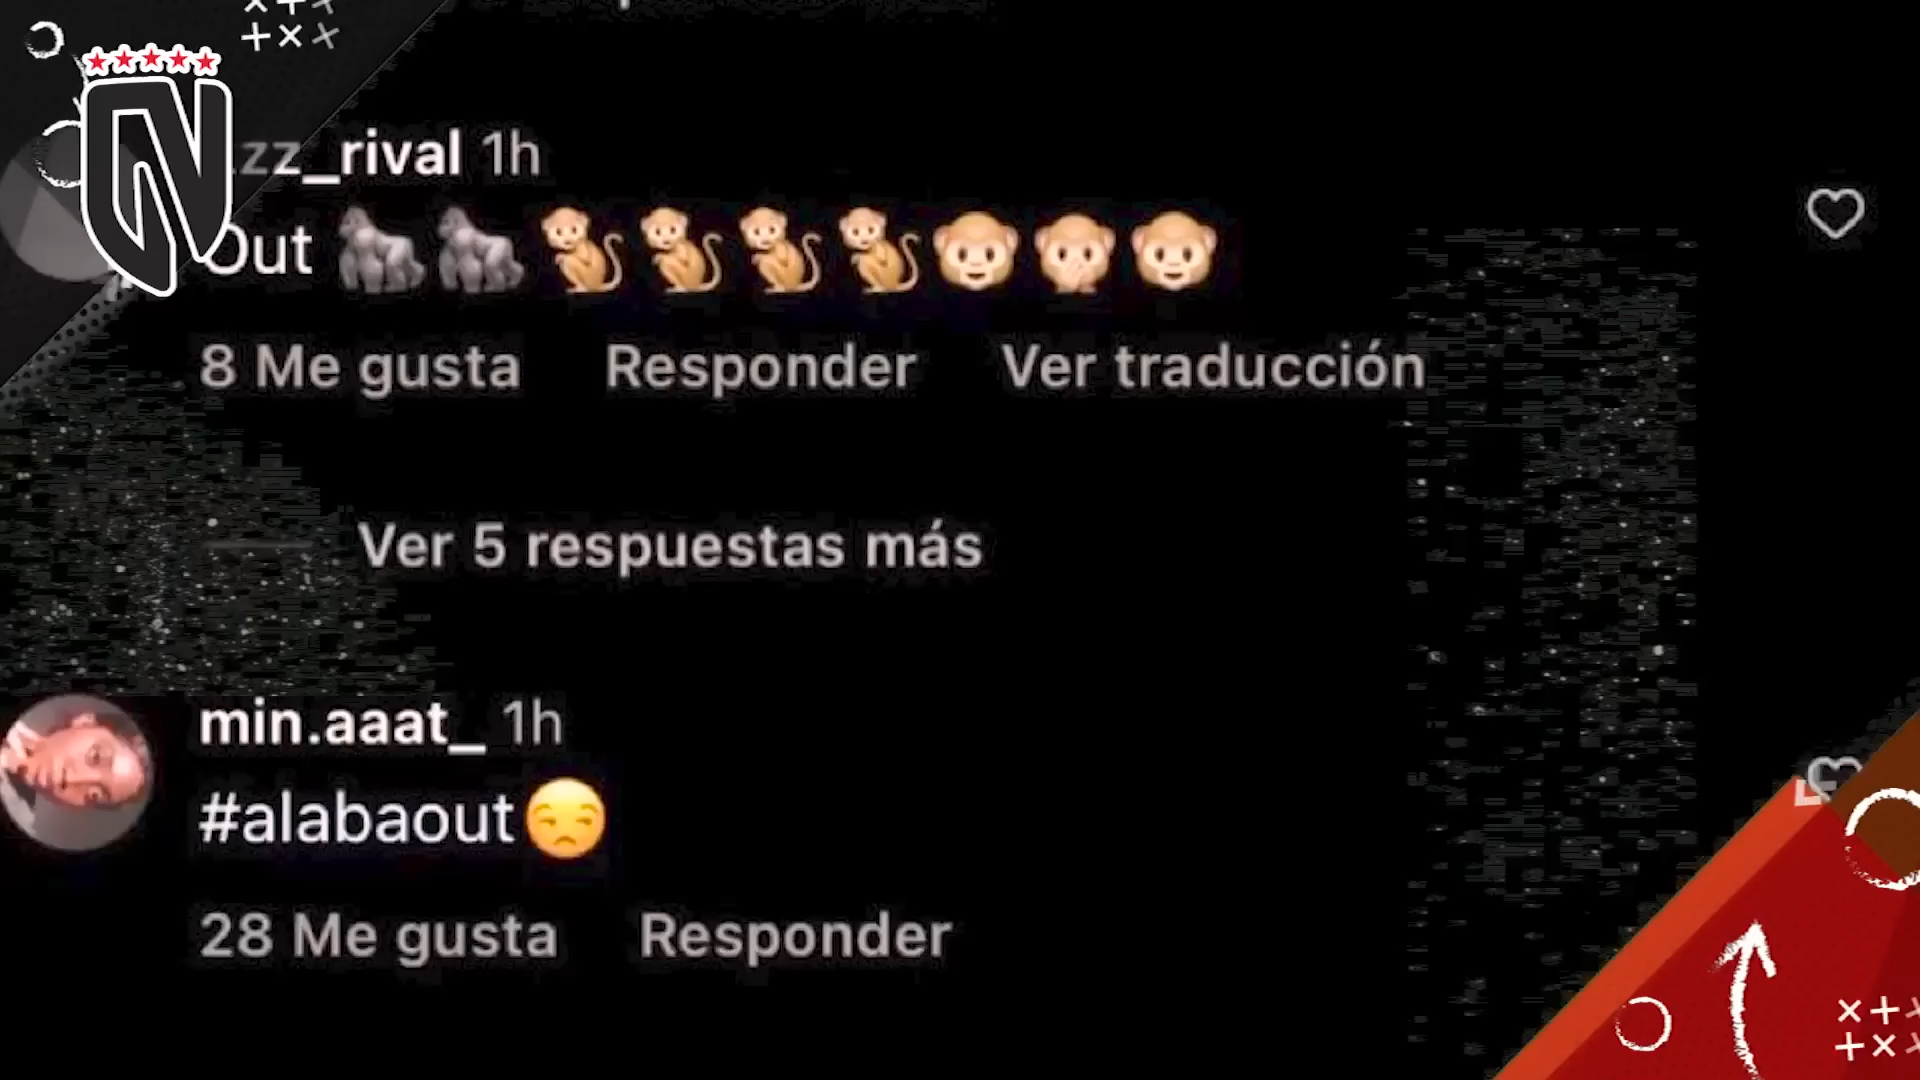 zz_rival 1h
Out 🦍🦍🐒🐒🐒🐒🐵🙊🐵
8 Me gusta Responder Ver traducción
Ver 5 respuestas más
min.aaat_ 1h
#alabaout😒
28 Me gusta Responder